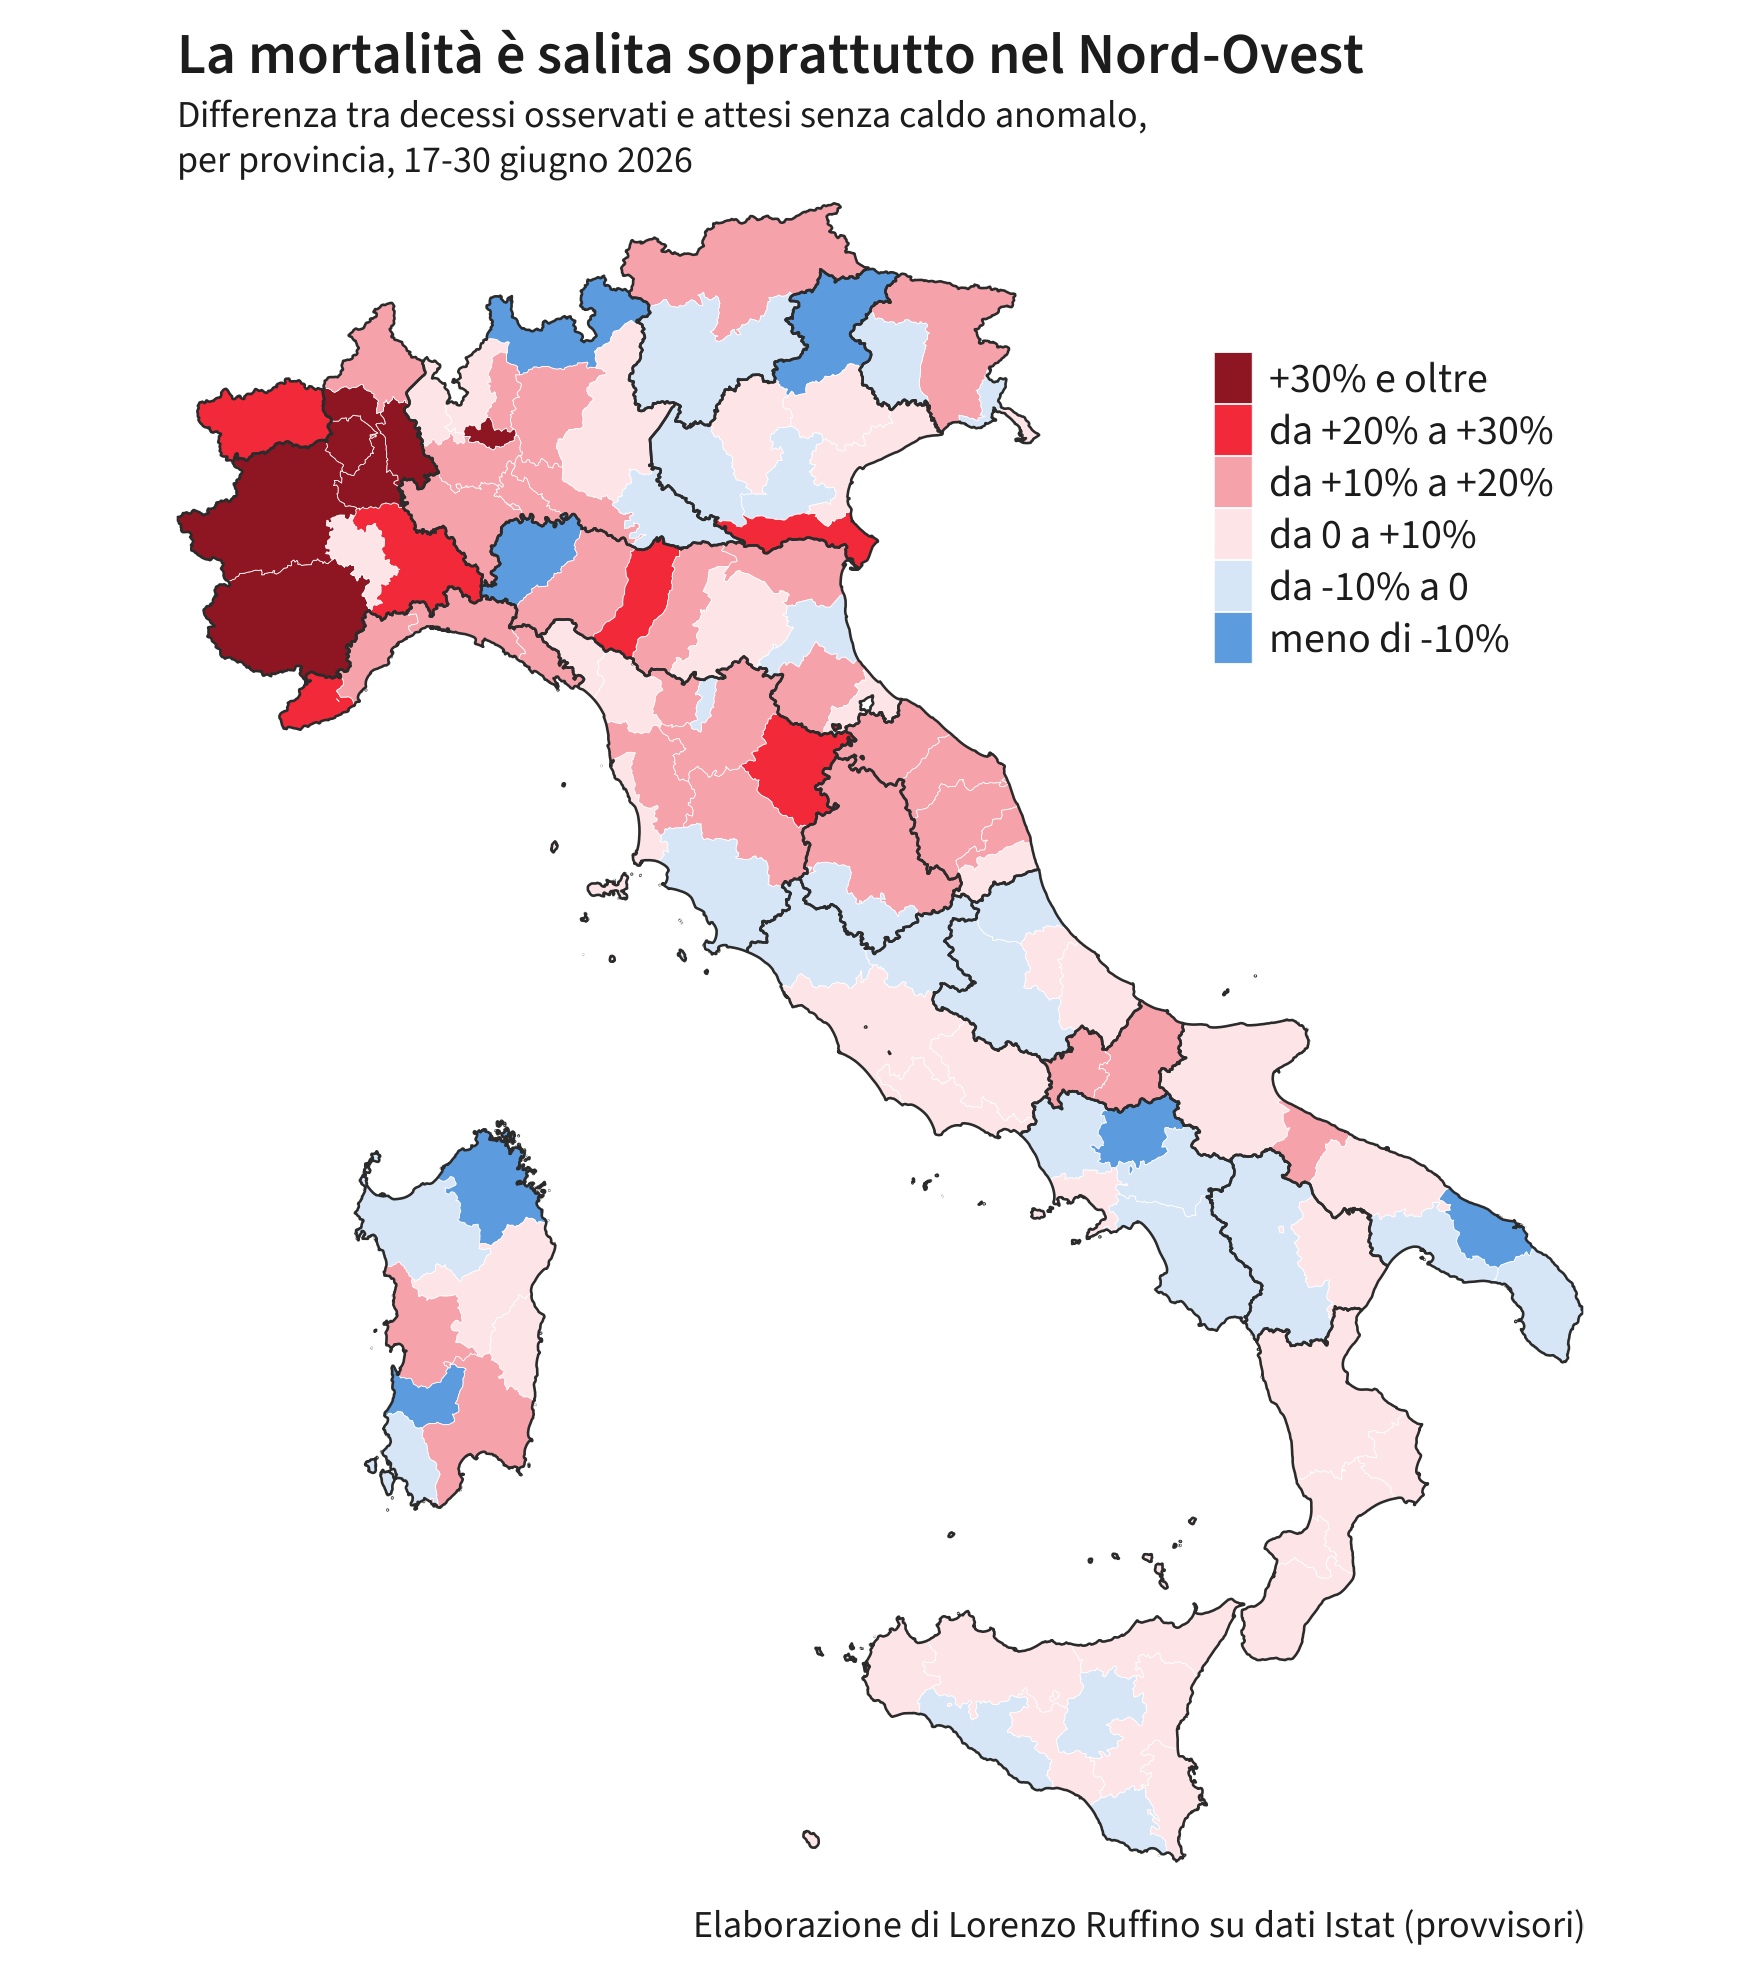 La mortalità è salita soprattutto nel Nord-Ovest
Differenza tra decessi osservati e attesi senza caldo anomalo,
per provincia, 17-30 giugno 2026
+30% e oltre
da +20% a +30%
da +10% a +20%
da 0 a +10%
da -10% a 0
meno di -10%
Elaborazione di Lorenzo Ruffino su dati Istat (provvisori)